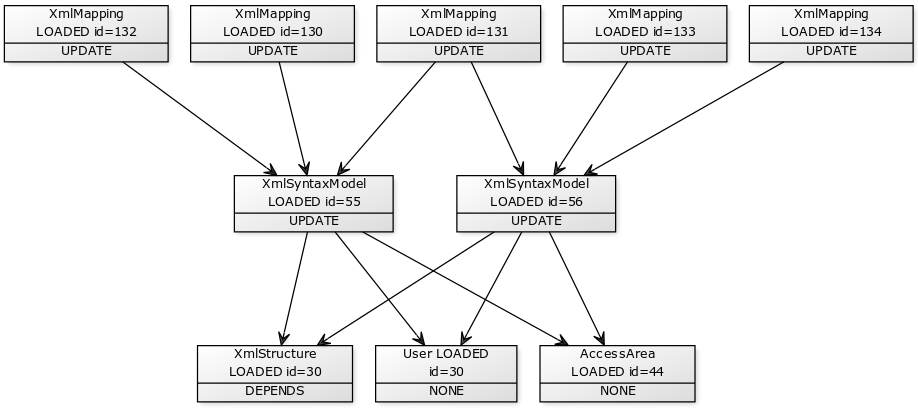 XmlMapping
LOADED id=132
UPDATE
XmlMapping
LOADED id=130
UPDATE
XmlMapping
LOADED id=131
UPDATE
XmlMapping
LOADED id=133
UPDATE
XmlMapping
LOADED id=134
UPDATE
XmlSyntaxModel
LOADED id=55
UPDATE
XmlSyntaxModel
LOADED id=56
UPDATE
XmlStructure
LOADED id=30
DEPENDS
User LOADED
id=30
NONE
AccessArea
LOADED id=44
NONE